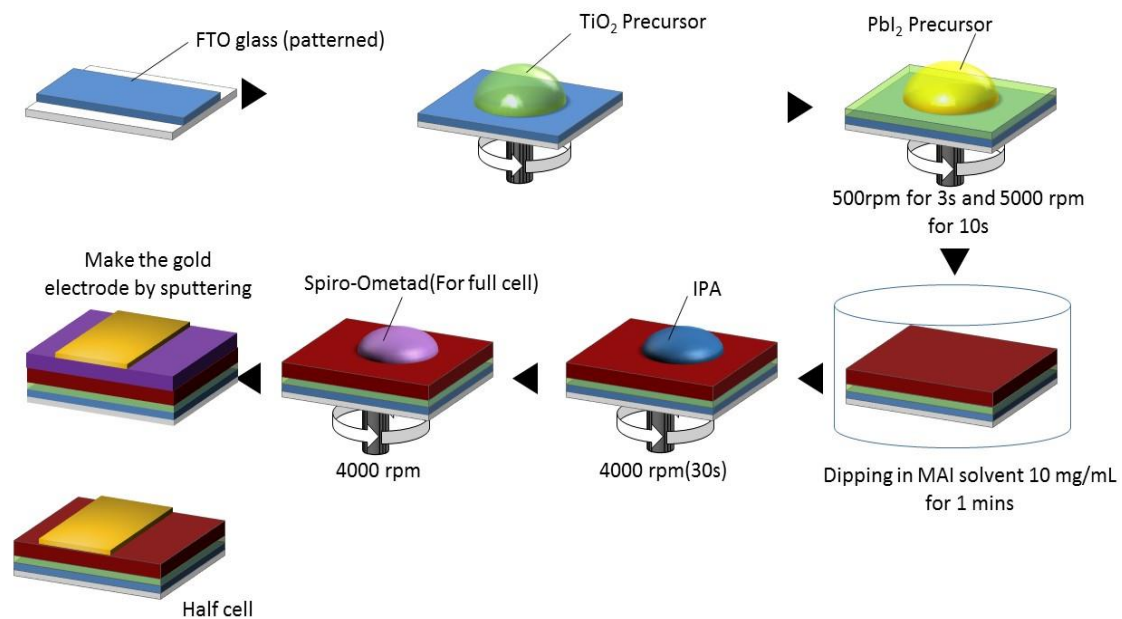 FTO glass (patterned)
TiO₂ Precursor
PbI₂ Precursor
500rpm for 3s and 5000 rpm
for 10s
Make the gold
electrode by sputtering
Spiro-Ometad(For full cell)
IPA
4000 rpm
4000 rpm(30s)
Dipping in MAI solvent 10 mg/mL
for 1 mins
Half cell